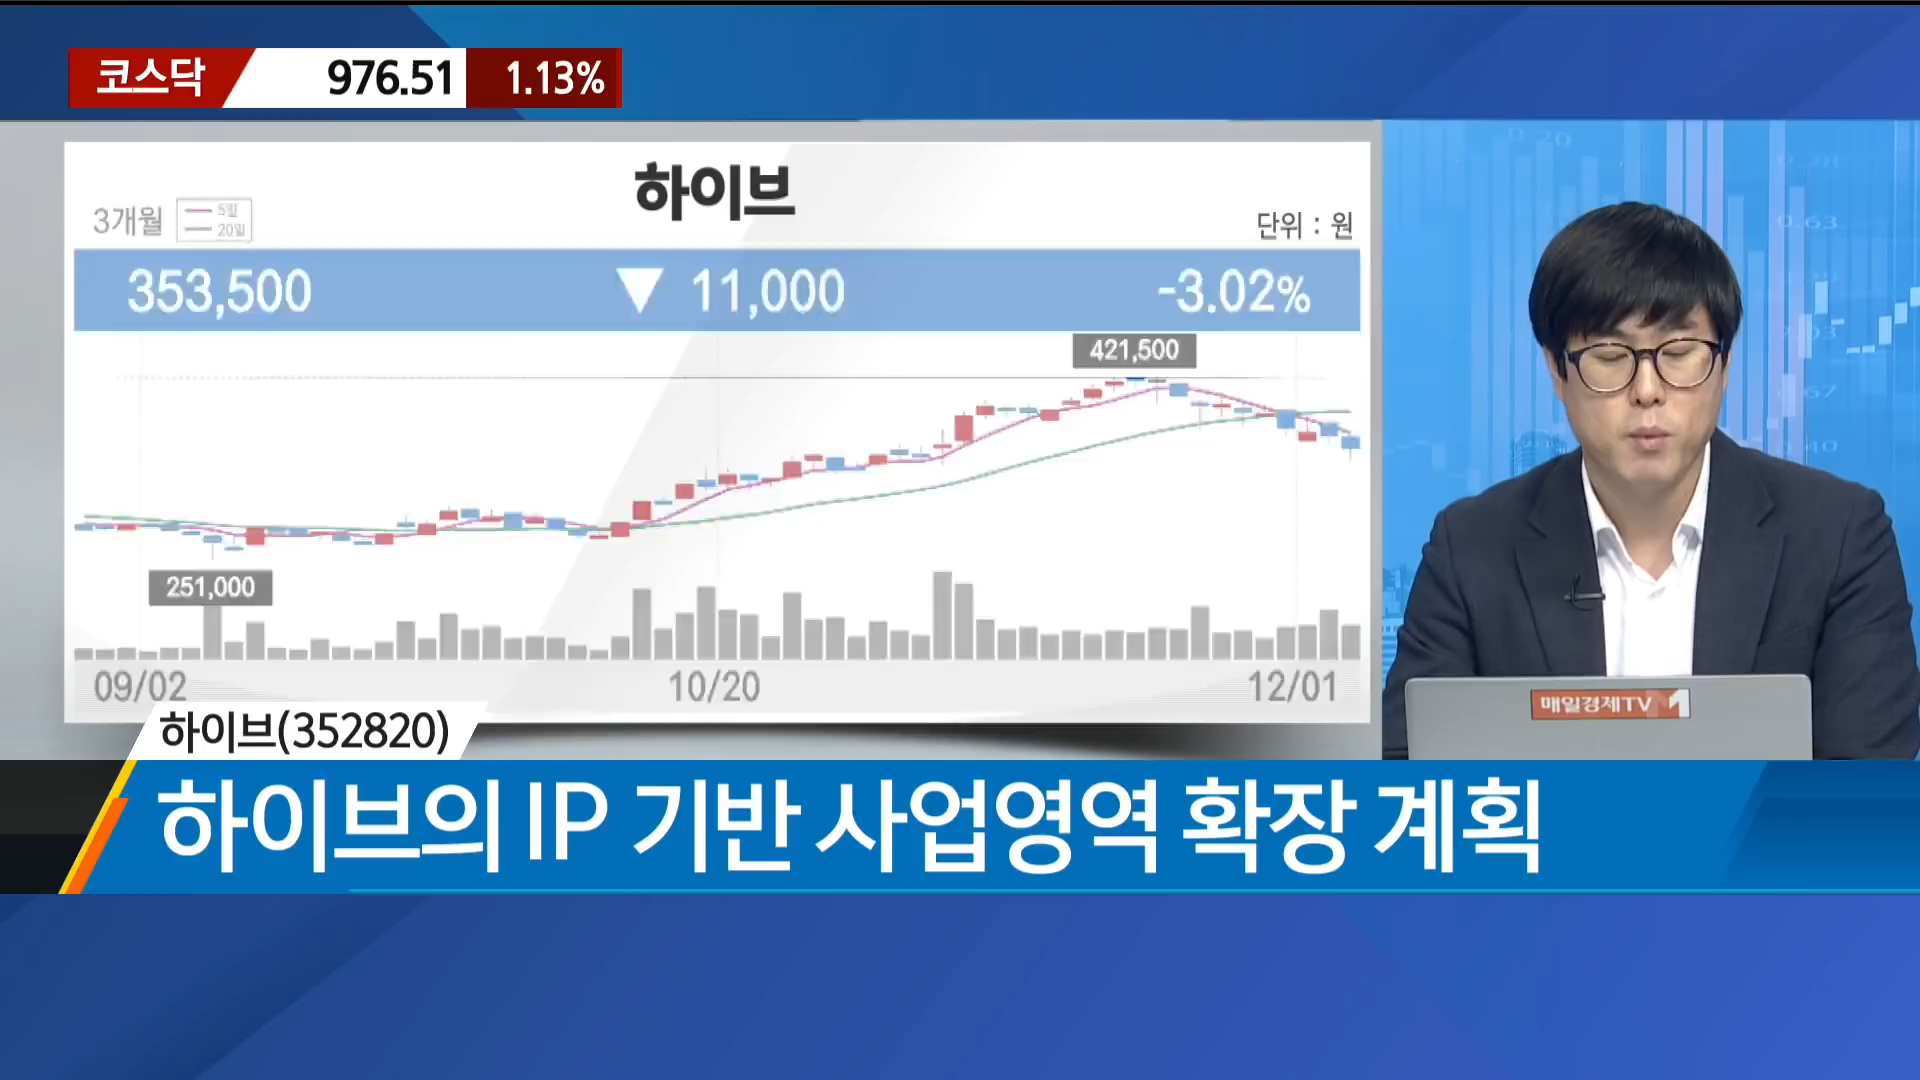 코스닥 976.51 1.13%
하이브
3개월 5일 20일 단위 : 원
353,500 ▼ 11,000 -3.02%
421,500
251,000
09/02 10/20 12/01
매일경제TV M
하이브(352820)
하이브의 IP 기반 사업영역 확장 계획